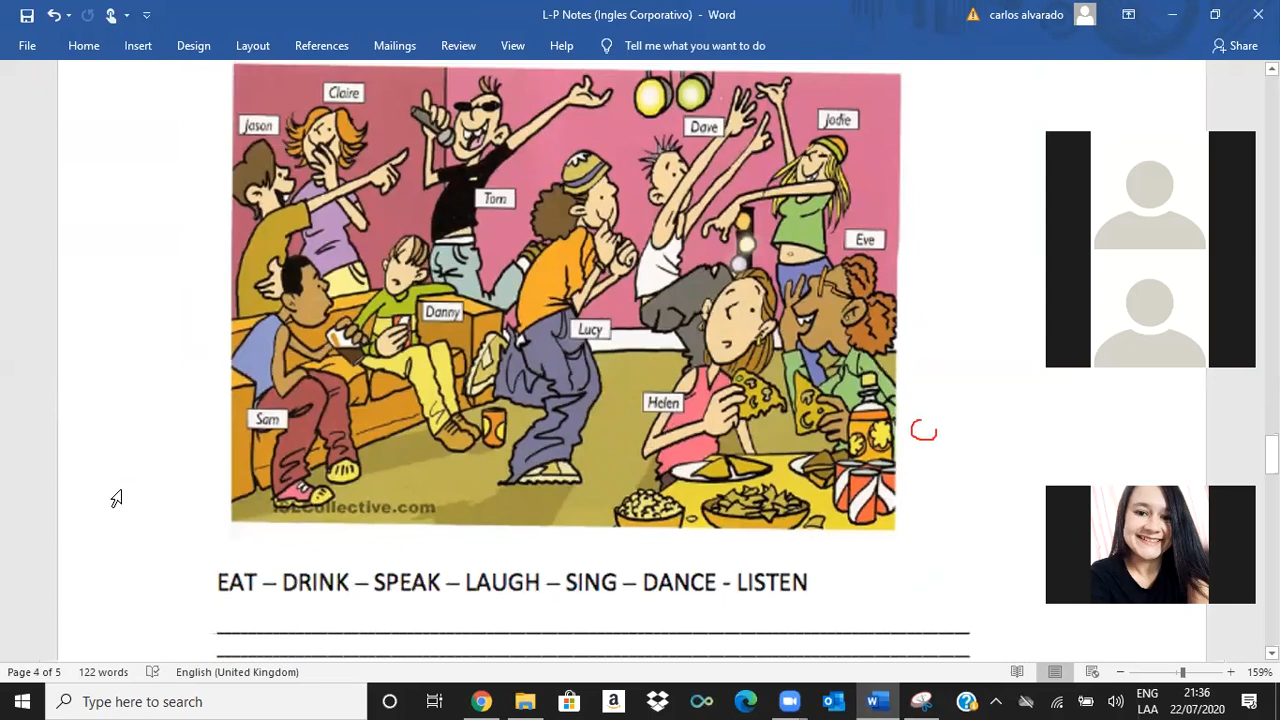 L-P Notes (Ingles Corporativo) - Word
carlos alvarado
File Home Insert Design Layout References Mailings Review View Help Tell me what you want to do Share
Claire
Jason
Dave
Jodie
Tom
Eve
Danny
Lucy
Helen
Sam
iSLCollective.com
EAT – DRINK – SPEAK – LAUGH – SING – DANCE - LISTEN
Page 4 of 5 122 words English (United Kingdom) 159%
Type here to search
ENG 21:36
LAA 22/07/2020